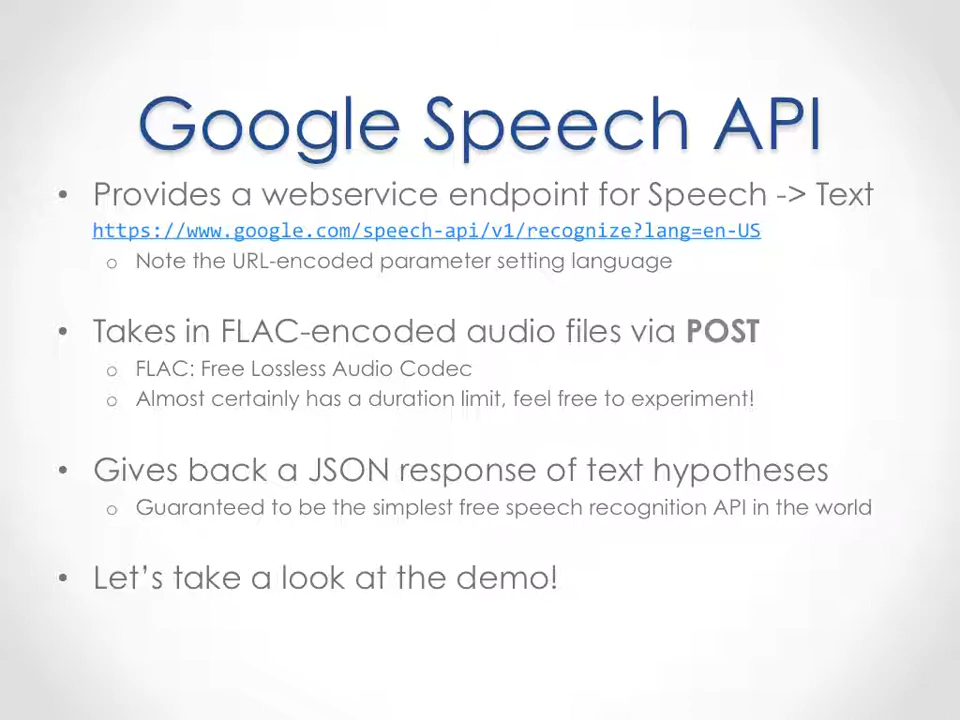 Google Speech API
• Provides a webservice endpoint for Speech -> Text
https://www.google.com/speech-api/v1/recognize?lang=en-US
o Note the URL-encoded parameter setting language
• Takes in FLAC-encoded audio files via POST
o FLAC: Free Lossless Audio Codec
o Almost certainly has a duration limit, feel free to experiment!
• Gives back a JSON response of text hypotheses
o Guaranteed to be the simplest free speech recognition API in the world
• Let's take a look at the demo!